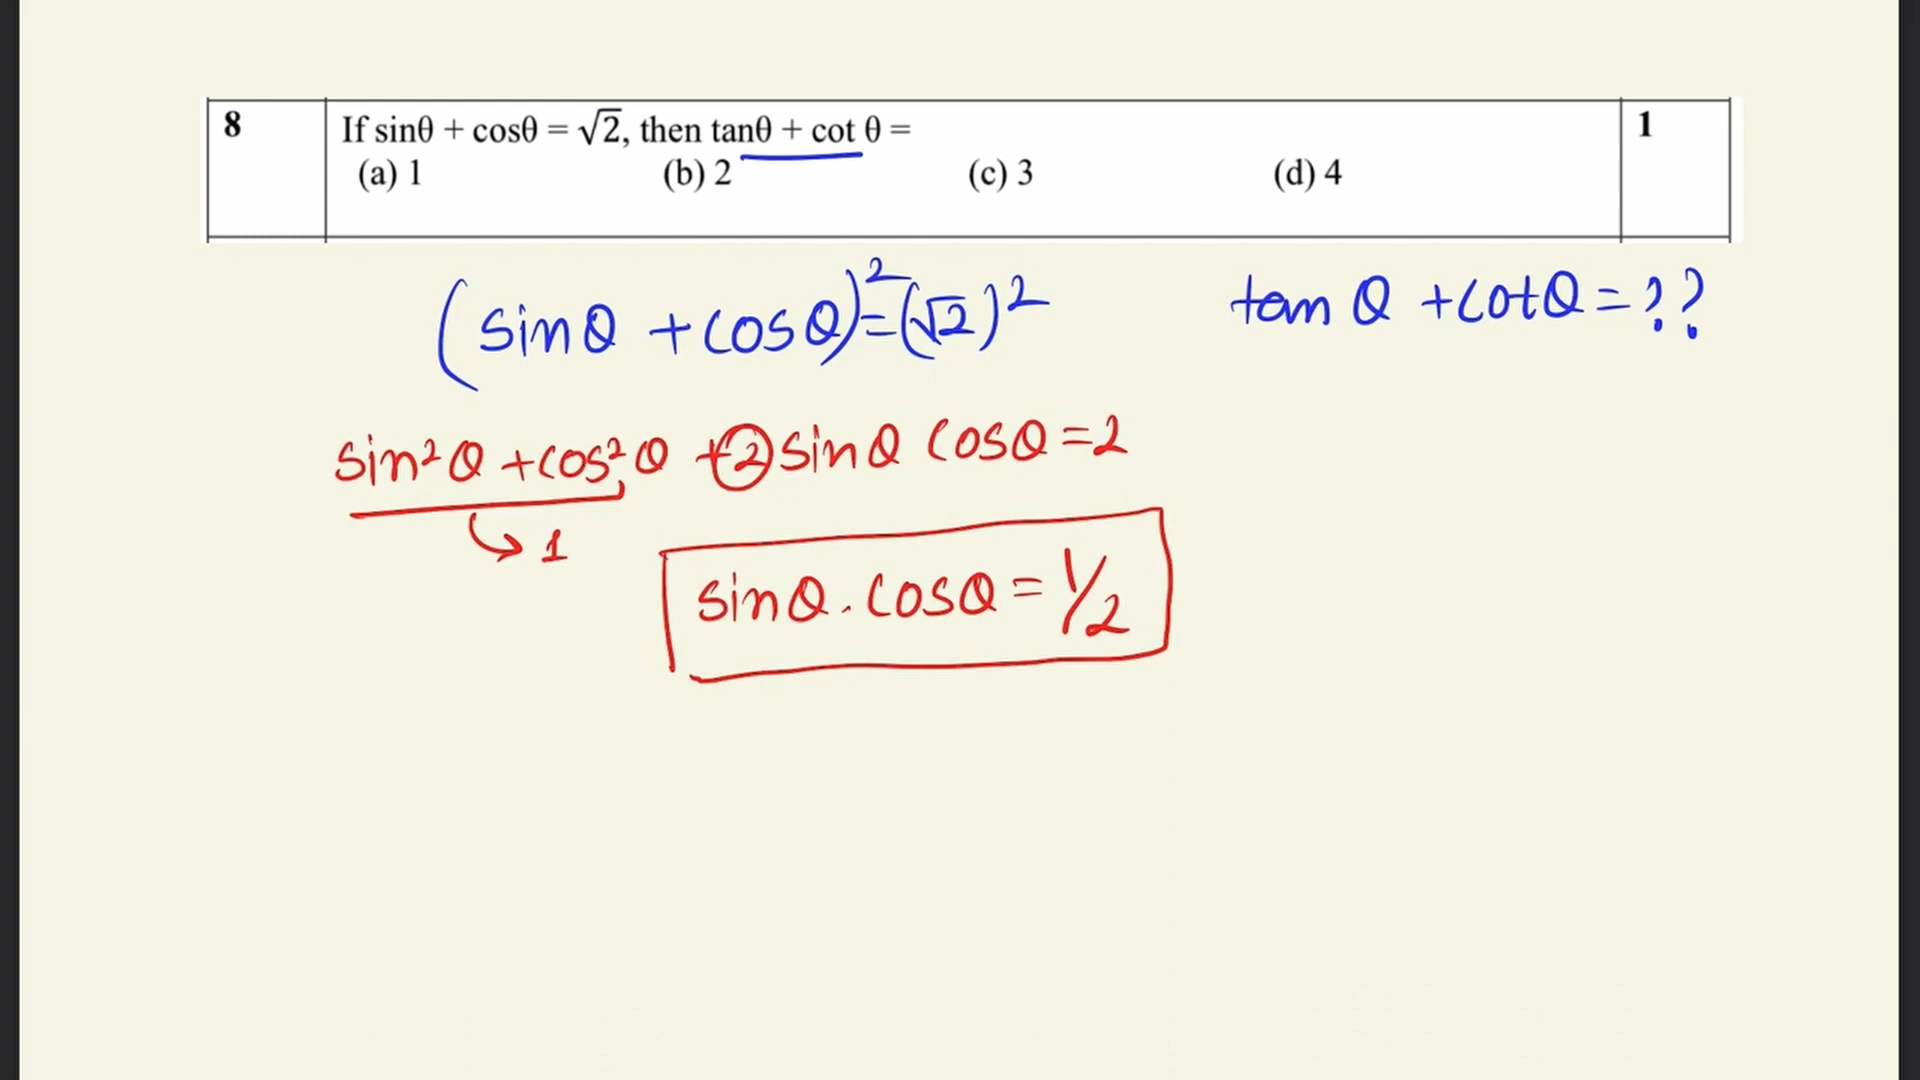 8 If sinθ + cosθ = √2, then tanθ + cot θ = 1
(a) 1 (b) 2 (c) 3 (d) 4
(sinθ + cosθ)² = (√2)² tanθ + cotθ = ??
sin²θ + cos²θ + 2 sinθ cosθ = 2
↳ 1
sinθ . cosθ = 1/2